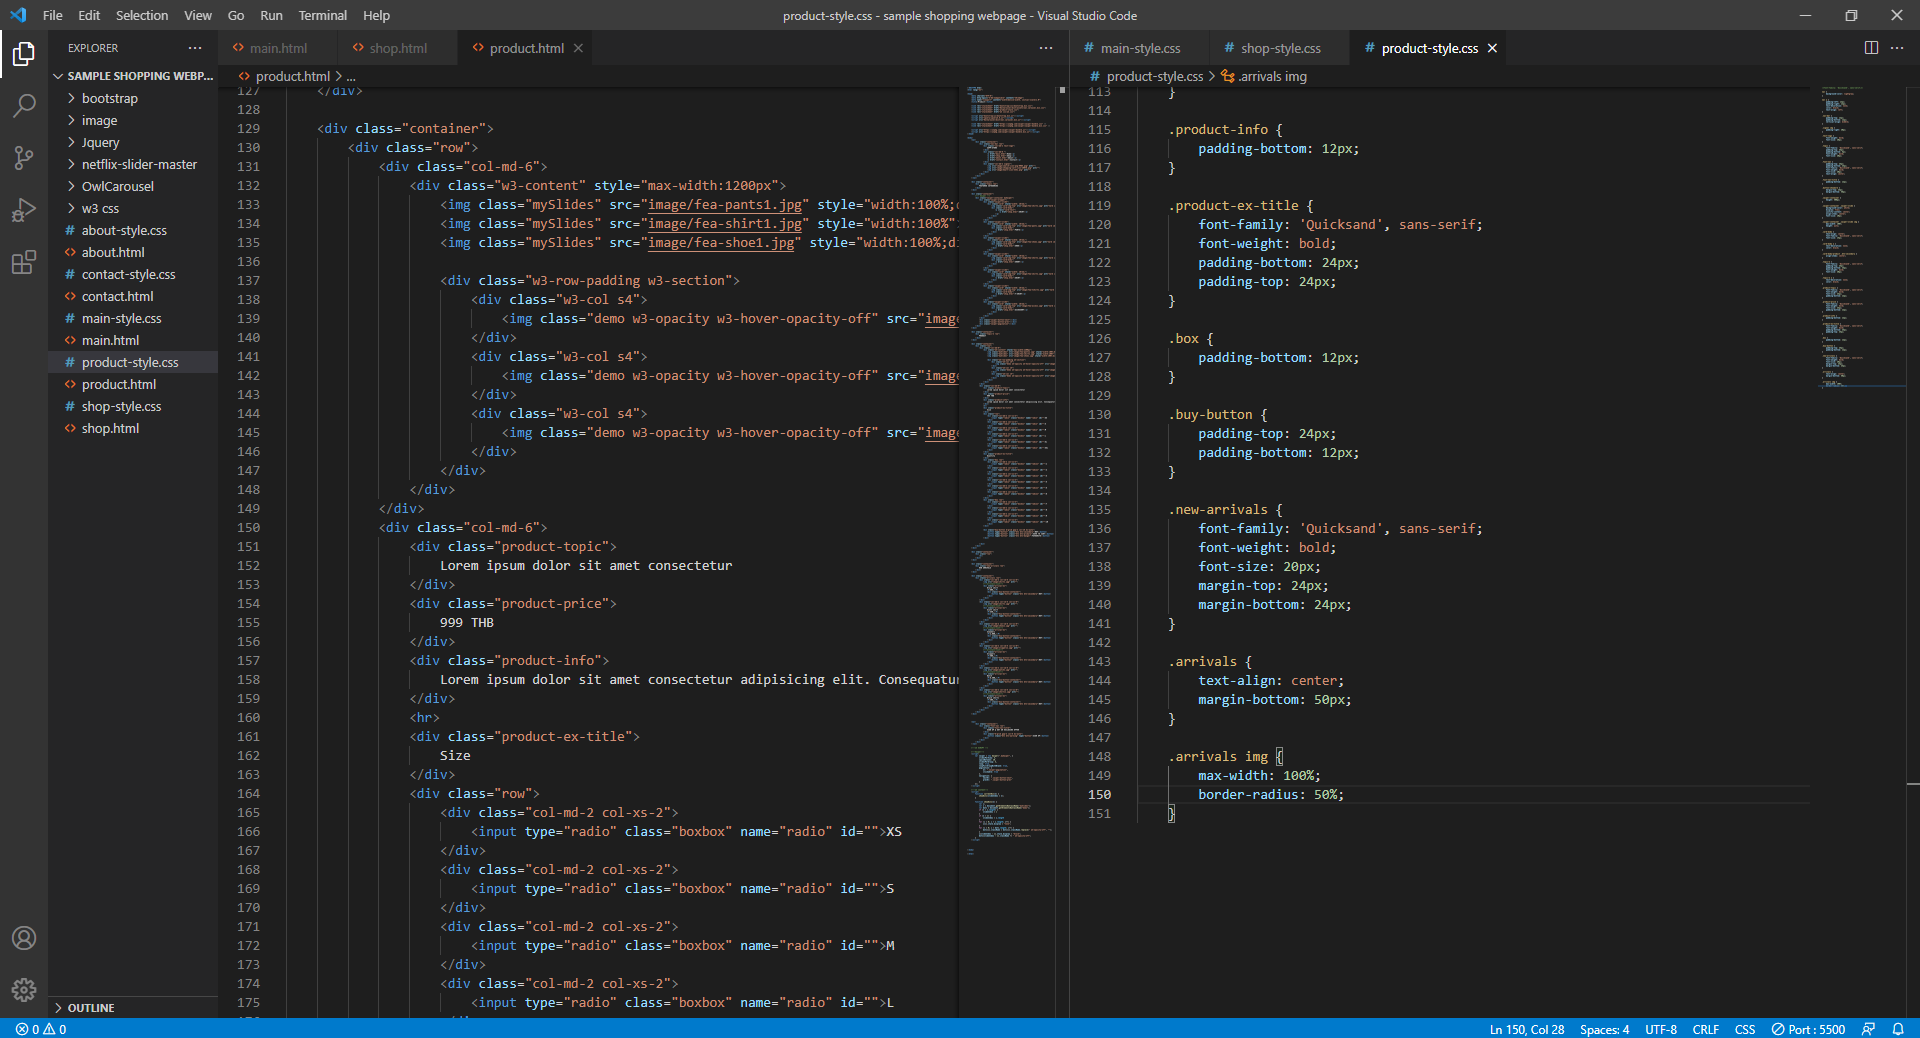 File Edit Selection View Go Run Terminal Help
product-style.css - sample shopping webpage - Visual Studio Code
EXPLORER
SAMPLE SHOPPING WEBP...
bootstrap
image
Jquery
netflix-slider-master
OwlCarousel
w3 css
about-style.css
about.html
contact-style.css
contact.html
main-style.css
main.html
product-style.css
product.html
shop-style.css
shop.html
OUTLINE
main.html shop.html product.html
product.html > ...
127 </div>
128
129 <div class="container">
130 <div class="row">
131 <div class="col-md-6">
132 <div class="w3-content" style="max-width:1200px">
133 <img class="mySlides" src="image/fea-pants1.jpg" style="width:100%;
134 <img class="mySlides" src="image/fea-shirt1.jpg" style="width:100%"
135 <img class="mySlides" src="image/fea-shoe1.jpg" style="width:100%;di
136
137 <div class="w3-row-padding w3-section">
138 <div class="w3-col s4">
139 <img class="demo w3-opacity w3-hover-opacity-off" src="image
140 </div>
141 <div class="w3-col s4">
142 <img class="demo w3-opacity w3-hover-opacity-off" src="image
143 </div>
144 <div class="w3-col s4">
145 <img class="demo w3-opacity w3-hover-opacity-off" src="image
146 </div>
147 </div>
148 </div>
149 </div>
150 <div class="col-md-6">
151 <div class="product-topic">
152 Lorem ipsum dolor sit amet consectetur
153 </div>
154 <div class="product-price">
155 999 THB
156 </div>
157 <div class="product-info">
158 Lorem ipsum dolor sit amet consectetur adipisicing elit. Consequatur
159 </div>
160 <hr>
161 <div class="product-ex-title">
162 Size
163 </div>
164 <div class="row">
165 <div class="col-md-2 col-xs-2">
166 <input type="radio" class="boxbox" name="radio" id="">XS
167 </div>
168 <div class="col-md-2 col-xs-2">
169 <input type="radio" class="boxbox" name="radio" id="">S
170 </div>
171 <div class="col-md-2 col-xs-2">
172 <input type="radio" class="boxbox" name="radio" id="">M
173 </div>
174 <div class="col-md-2 col-xs-2">
175 <input type="radio" class="boxbox" name="radio" id="">L
main-style.css shop-style.css product-style.css
product-style.css > .arrivals img
113 }
114
115 .product-info {
116 padding-bottom: 12px;
117 }
118
119 .product-ex-title {
120 font-family: 'Quicksand', sans-serif;
121 font-weight: bold;
122 padding-bottom: 24px;
123 padding-top: 24px;
124 }
125
126 .box {
127 padding-bottom: 12px;
128 }
129
130 .buy-button {
131 padding-top: 24px;
132 padding-bottom: 12px;
133 }
134
135 .new-arrivals {
136 font-family: 'Quicksand', sans-serif;
137 font-weight: bold;
138 font-size: 20px;
139 margin-top: 24px;
140 margin-bottom: 24px;
141 }
142
143 .arrivals {
144 text-align: center;
145 margin-bottom: 50px;
146 }
147
148 .arrivals img {
149 max-width: 100%;
150 border-radius: 50%;
151 }
0 0
Ln 150, Col 28 Spaces: 4 UTF-8 CRLF CSS Port : 5500